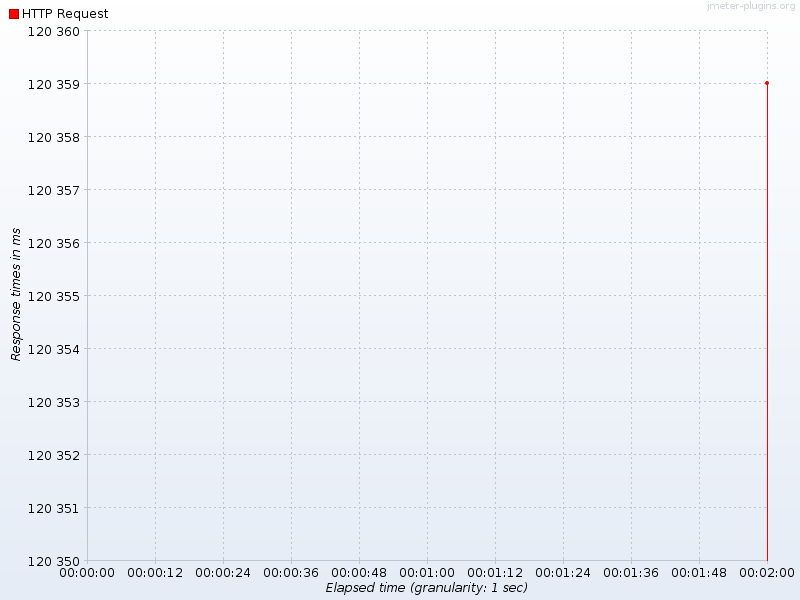 jmeter-plugins.org
HTTP Request
120 360
120 359
120 358
120 357
120 356
120 355
120 354
120 353
120 352
120 351
120 350
Response times in ms
00:00:00 00:00:12 00:00:24 00:00:36 00:00:48 00:01:00 00:01:12 00:01:24 00:01:36 00:01:48 00:02:00
Elapsed time (granularity: 1 sec)